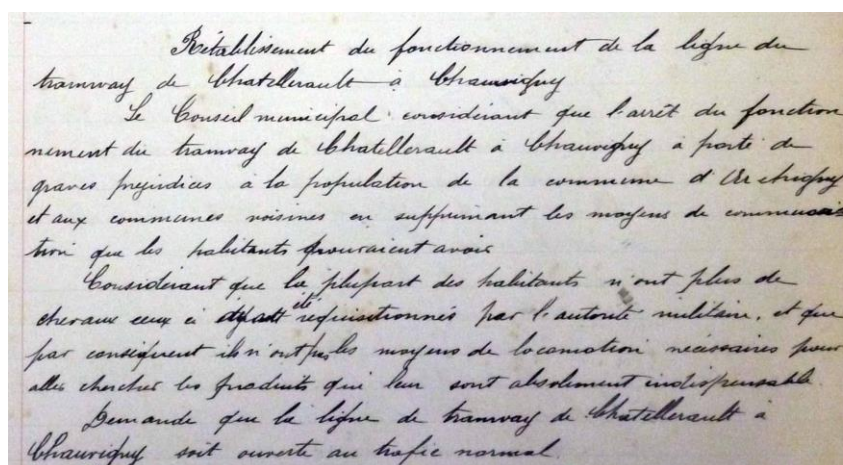 Rétablissement du fonctionnement de la ligne du
tramway de Chatellerault à Chauvigny
Le Conseil municipal considérant que l'arrêt du fonction
nement du tramway de Chatellerault à Chauvigny a porté de
graves préjudices à la population de la commune d'Archigny
et aux communes voisines en supprimant les moyens de communica
tion que les habitants pouvaient avoir
Considérant que la plupart des habitants n'ont plus de
chevaux ceux ci été requisitionnés par l'autorité militaire, et que
par conséquent ils n'ont pas les moyens de locomotion nécessaires pour
aller chercher les produits qui leur sont absolument indispensable.
Demande que la ligne de tramway de Chatellerault à
Chauvigny soit ouverte au trafic normal.